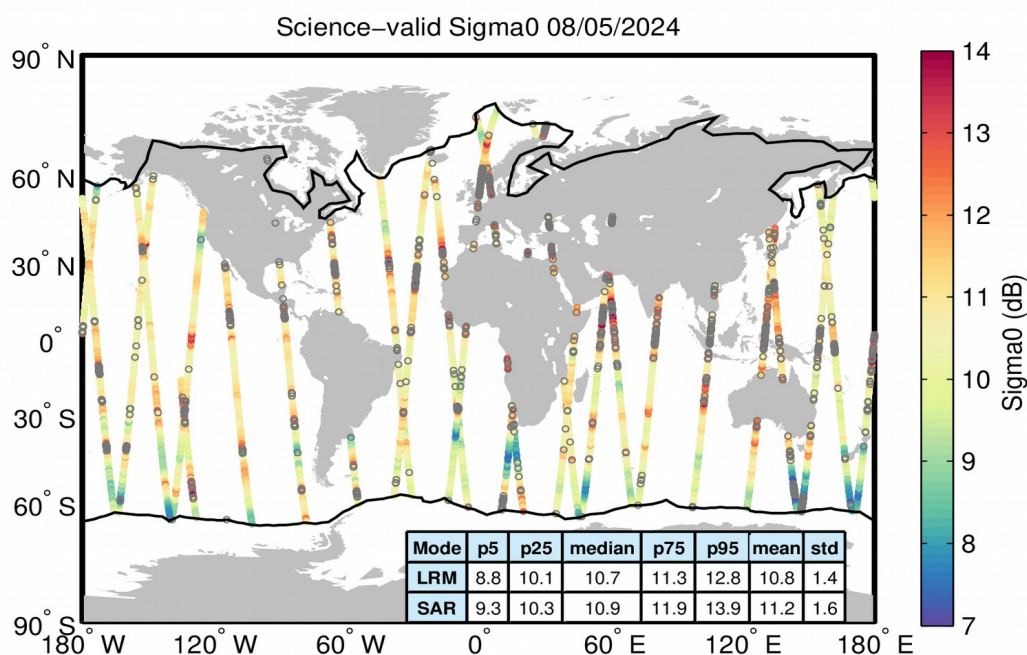 Science−valid Sigma0 08/05/2024
90° N
60° N
30° N
0°
30° S
60° S
90° S
180° W
120° W
60° W
0°
60° E
120° E
180° E
14
13
12
11
10
9
8
7
Sigma0 (dB)
Mode p5 p25 median p75 p95 mean std
LRM 8.8 10.1 10.7 11.3 12.8 10.8 1.4
SAR 9.3 10.3 10.9 11.9 13.9 11.2 1.6